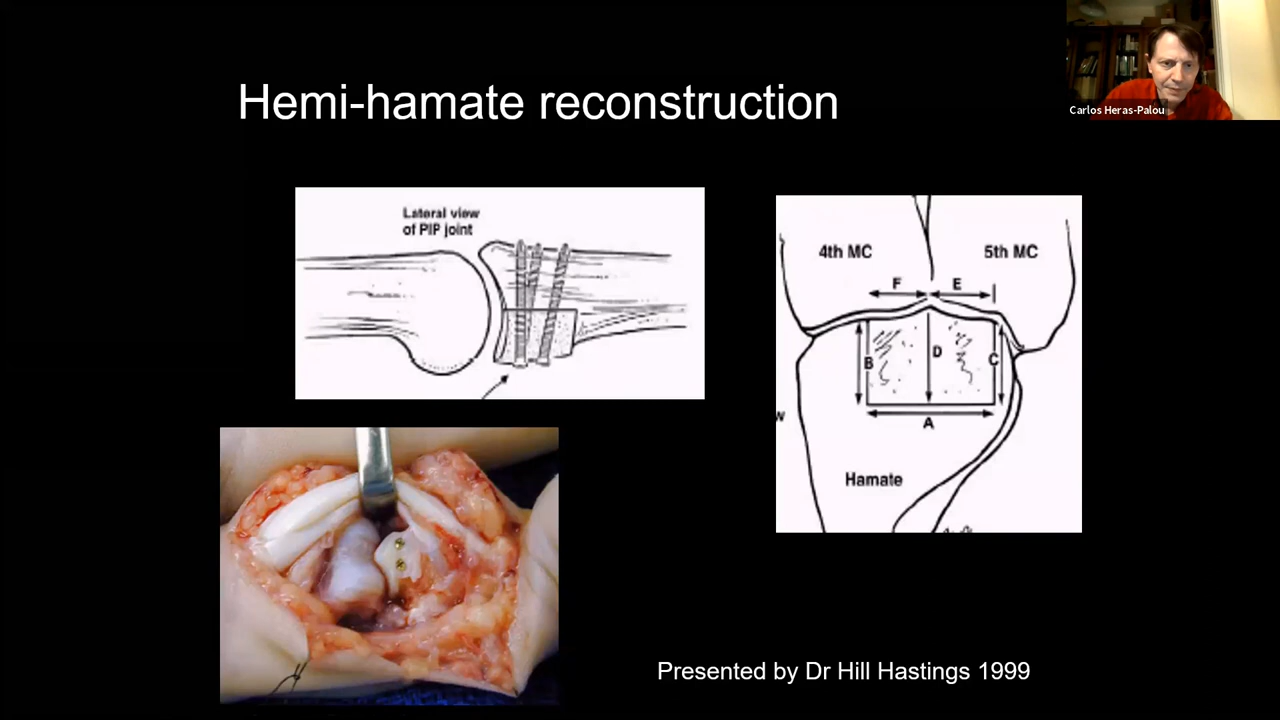 Carlos Heras-Palou
Hemi-hamate reconstruction
Lateral view
of PIP joint
4th MC
5th MC
F
E
B
D
C
A
Hamate
Presented by Dr Hill Hastings 1999